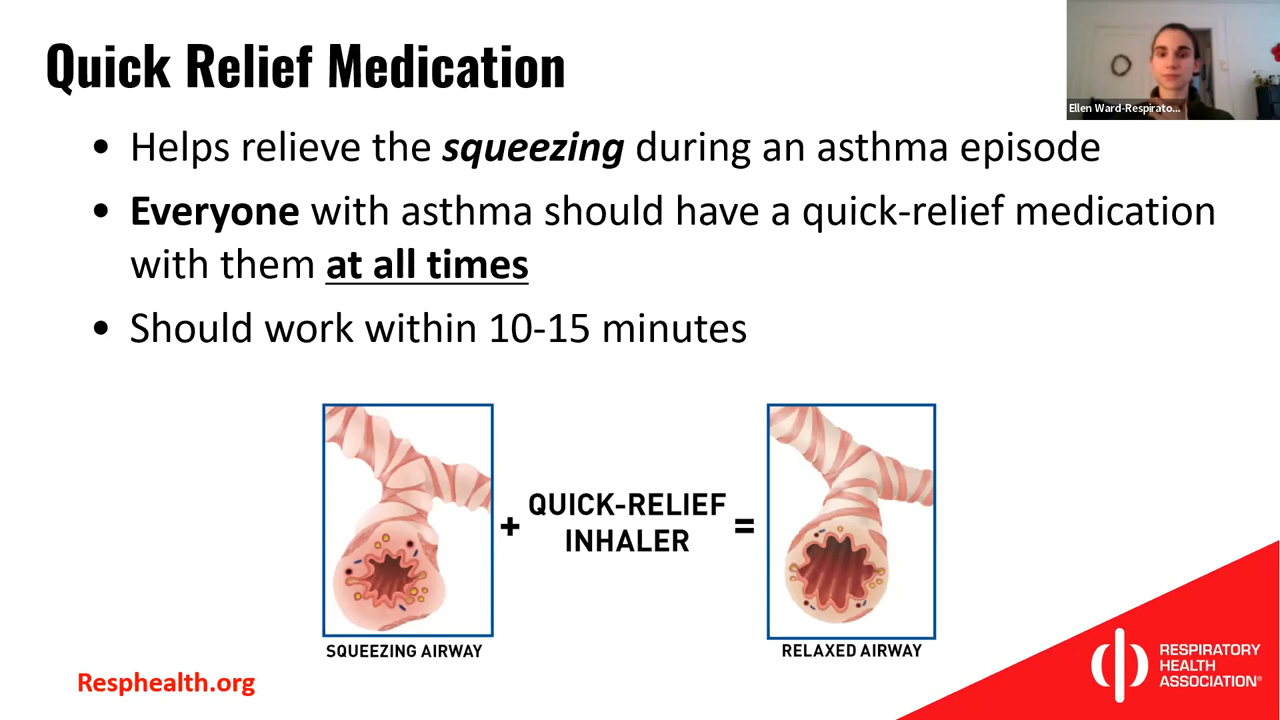 Quick Relief Medication
Ellen Ward-Respirato...
• Helps relieve the squeezing during an asthma episode
• Everyone with asthma should have a quick-relief medication
with them at all times
• Should work within 10-15 minutes
+ QUICK-RELIEF
INHALER =
SQUEEZING AIRWAY
RELAXED AIRWAY
Resphealth.org
RESPIRATORY
HEALTH
ASSOCIATION®